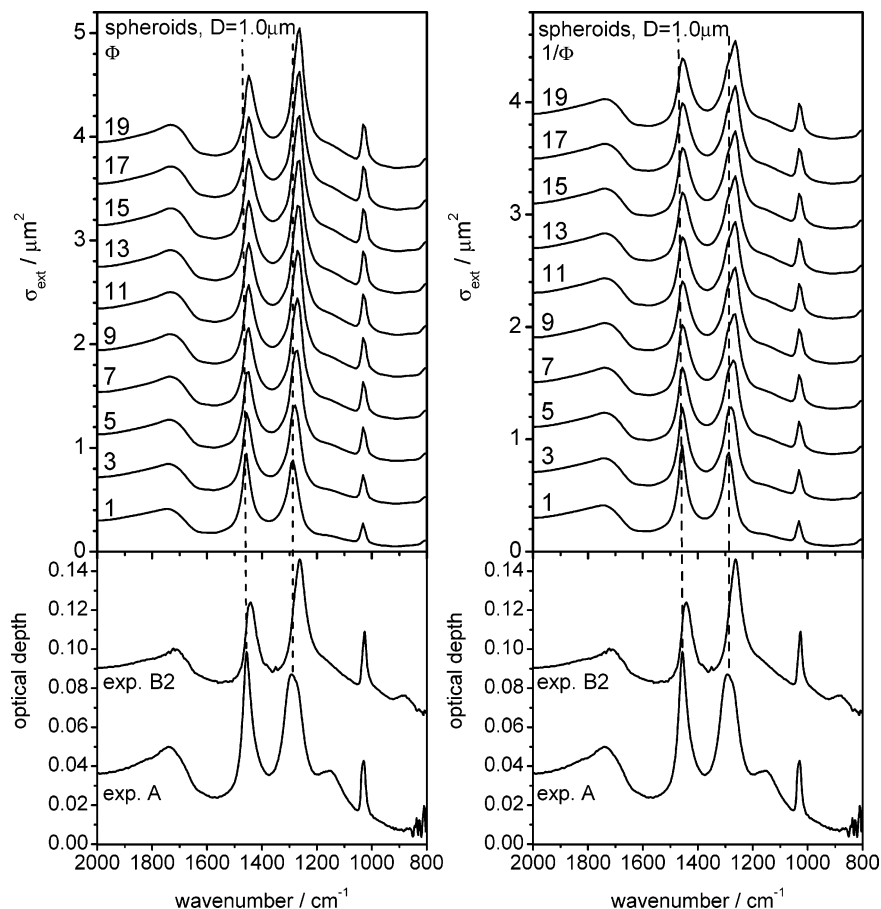 spheroids, D=1.0μm
Φ
5
4
3
2
1
0
σext / μm²
19
17
15
13
11
9
7
5
3
1
0.14
0.12
0.10
0.08
0.06
0.04
0.02
0.00
optical depth
exp. B2
exp. A
2000 1800 1600 1400 1200 1000 800
wavenumber / cm⁻¹
spheroids, D=1.0μm
1/Φ
4
3
2
1
0
σext / μm²
19
17
15
13
11
9
7
5
3
1
0.14
0.12
0.10
0.08
0.06
0.04
0.02
0.00
optical depth
exp. B2
exp. A
2000 1800 1600 1400 1200 1000 800
wavenumber / cm⁻¹